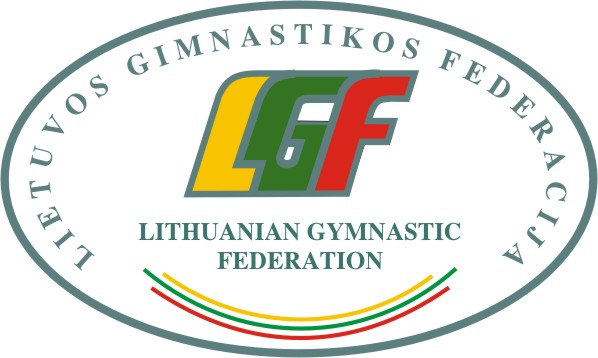 LIETUVOS GIMNASTIKOS FEDERACIJA
LGF
LITHUANIAN GYMNASTIC
FEDERATION